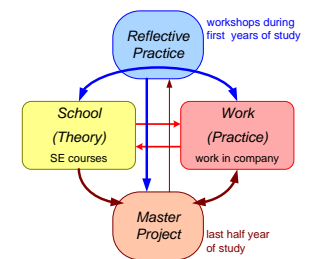 Reflective
Practice
workshops during
first years of study
School
(Theory)
SE courses
Work
(Practice)
work in company
Master
Project
last half year
of study